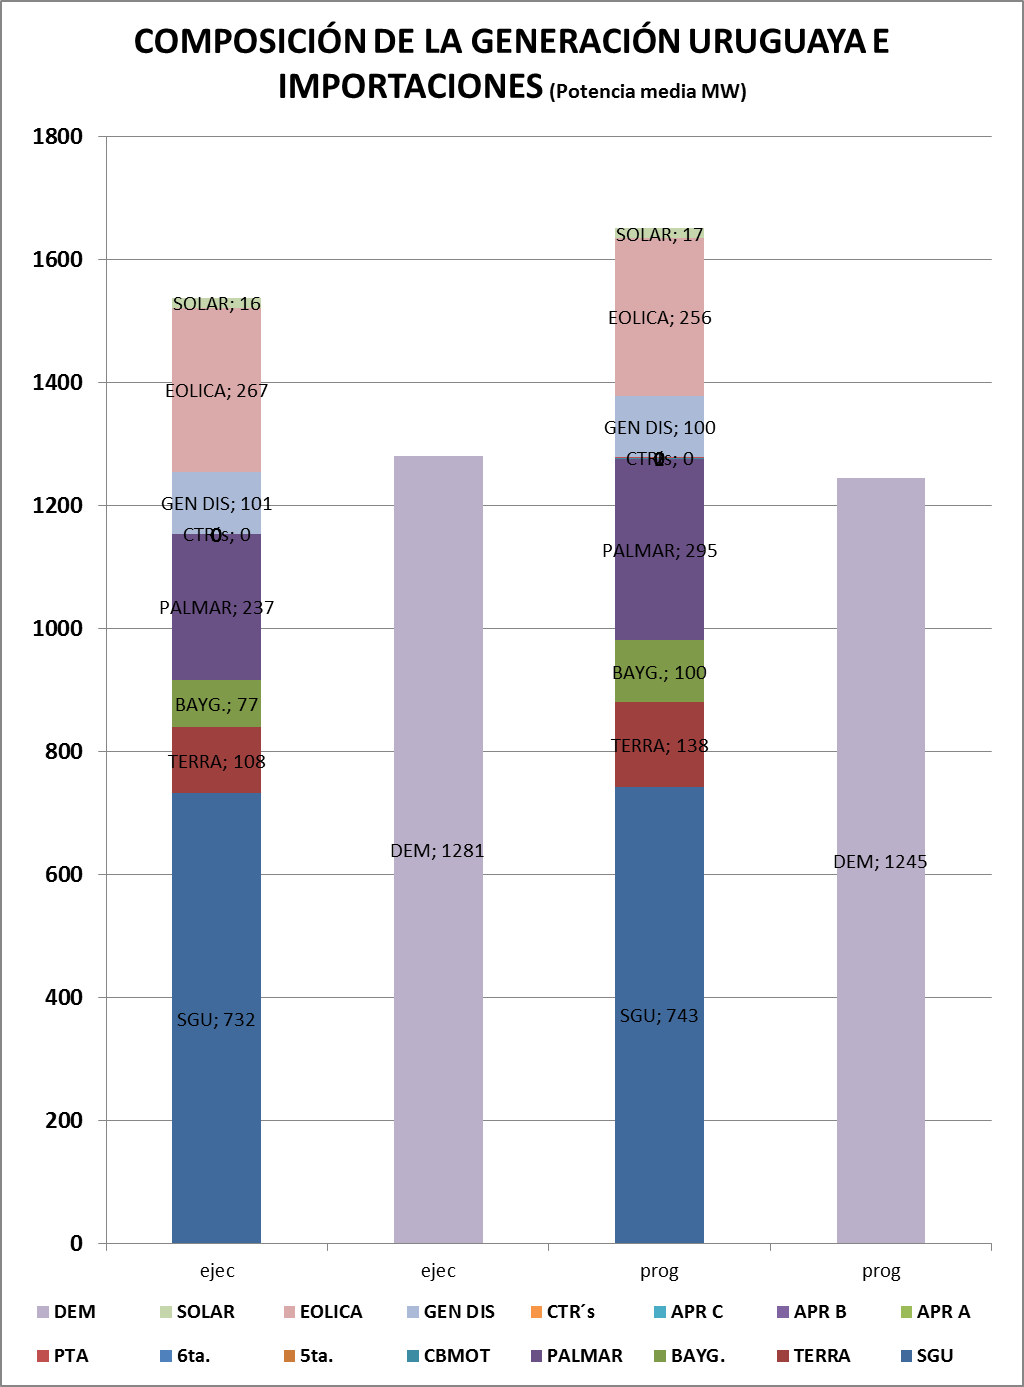 COMPOSICIÓN DE LA GENERACIÓN URUGUAYA E
IMPORTACIONES (Potencia media MW)
1800
1600
1400
1200
1000
800
600
400
200
0
SOLAR; 16
EOLICA; 267
GEN DIS; 101
CTR´s; 0
0
PALMAR; 237
BAYG.; 77
TERRA; 108
SGU; 732
DEM; 1281
SOLAR; 17
EOLICA; 256
GEN DIS; 100
CTR´s; 0
PALMAR; 295
BAYG.; 100
TERRA; 138
SGU; 743
DEM; 1245
ejec ejec prog prog
DEM SOLAR EOLICA GEN DIS CTR´s APR C APR B APR A
PTA 6ta. 5ta. CBMOT PALMAR BAYG. TERRA SGU